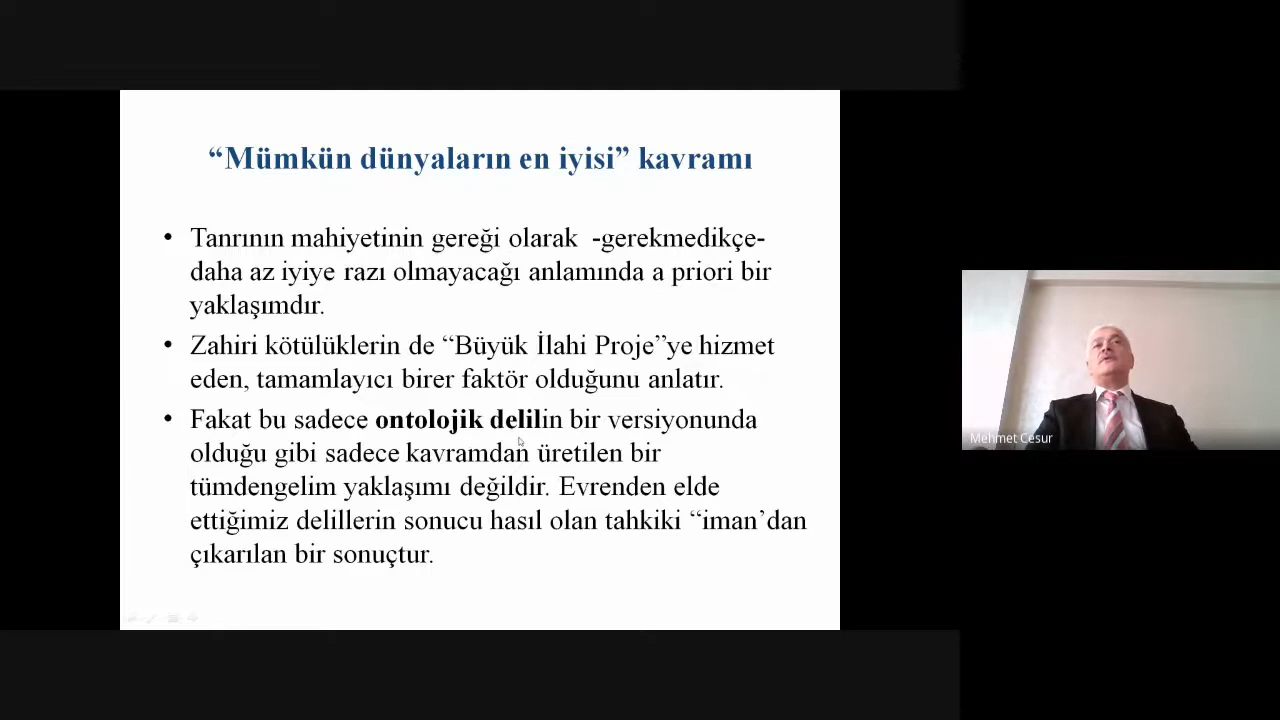 “Mümkün dünyaların en iyisi” kavramı
• Tanrının mahiyetinin gereği olarak -gerekmedikçe-
daha az iyiye razı olmayacağı anlamında a priori bir
yaklaşımdır.
• Zahiri kötülüklerin de “Büyük İlahi Proje”ye hizmet
eden, tamamlayıcı birer faktör olduğunu anlatır.
• Fakat bu sadece ontolojik delilin bir versiyonunda
olduğu gibi sadece kavramdan üretilen bir
tümdengelim yaklaşımı değildir. Evrenden elde
ettiğimiz delillerin sonucu hasıl olan tahkiki “iman’dan
çıkarılan bir sonuçtur.
Mehmet Cesur